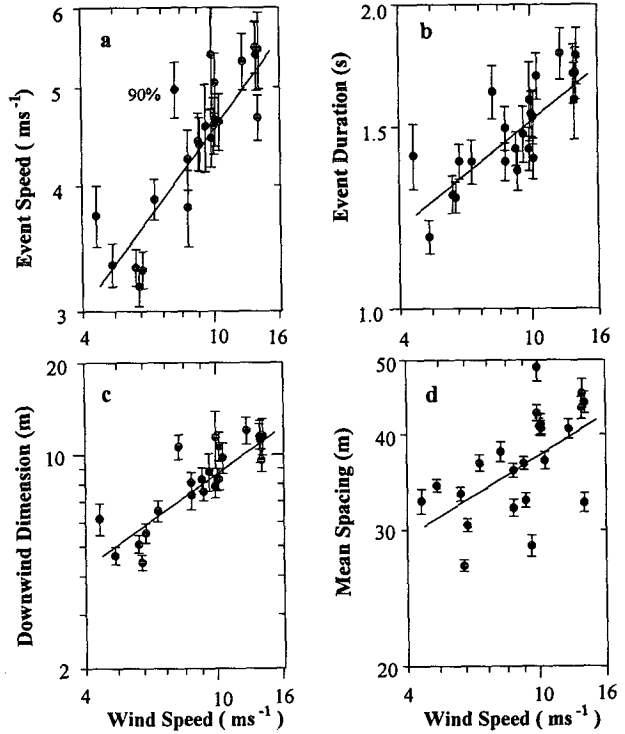 a
Event Speed ( ms⁻¹ )
6
5
4
3
90%
4
10
16
b
Event Duration (s)
2.0
1.5
1.0
4
10
16
c
Downwind Dimension (m)
20
10
2
4
10
16
Wind Speed ( ms⁻¹ )
d
Mean Spacing (m)
50
40
30
20
4
10
16
Wind Speed ( ms⁻¹ )